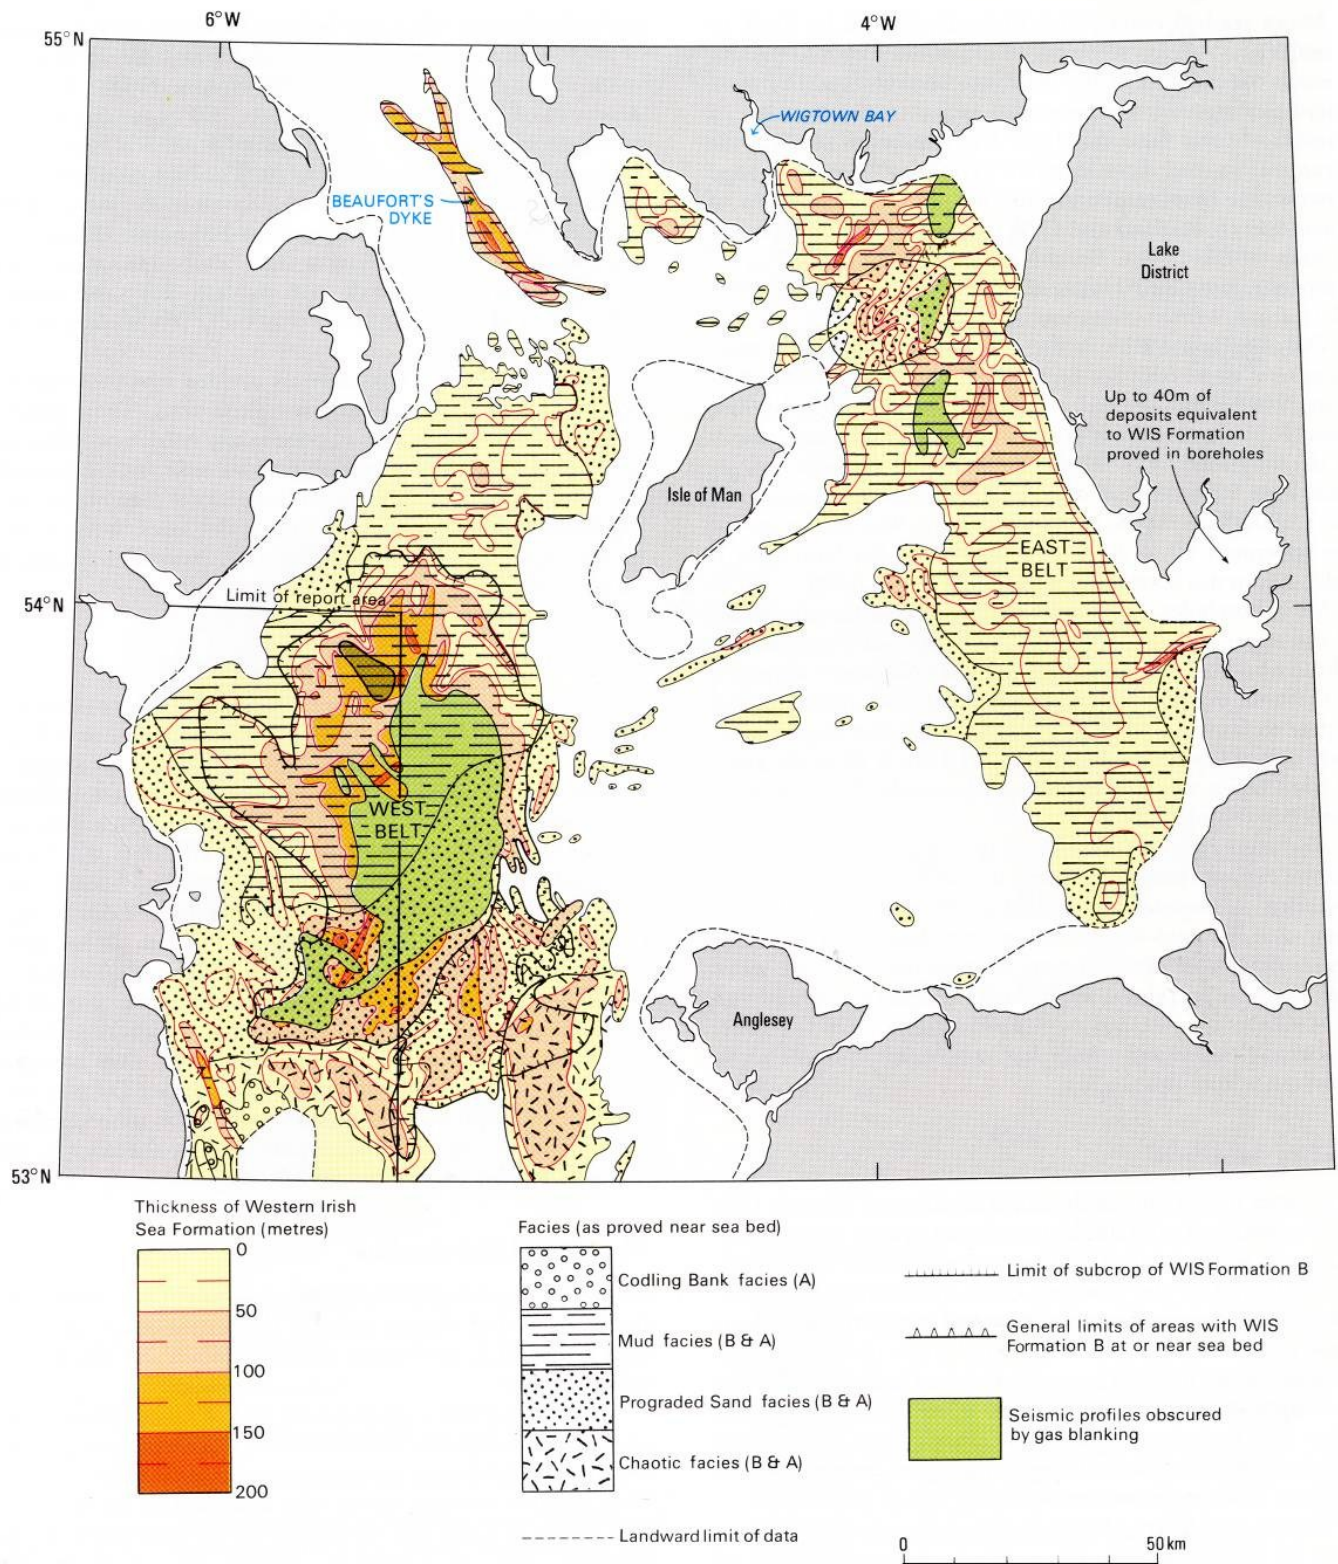 6°W
4°W
55°N
WIGTOWN BAY
BEAUFORT'S
DYKE
Lake
District
Up to 40m of
deposits equivalent
to WIS Formation
proved in boreholes
Isle of Man
EAST
BELT
Limit of report area
54°N
WEST
BELT
Anglesey
53°N
Thickness of Western Irish
Sea Formation (metres)
0
50
100
150
200
Facies (as proved near sea bed)
Codling Bank facies (A)
Mud facies (B & A)
Prograded Sand facies (B & A)
Chaotic facies (B & A)
Landward limit of data
Limit of subcrop of WIS Formation B
General limits of areas with WIS
Formation B at or near sea bed
Seismic profiles obscured
by gas blanking
0
50 km